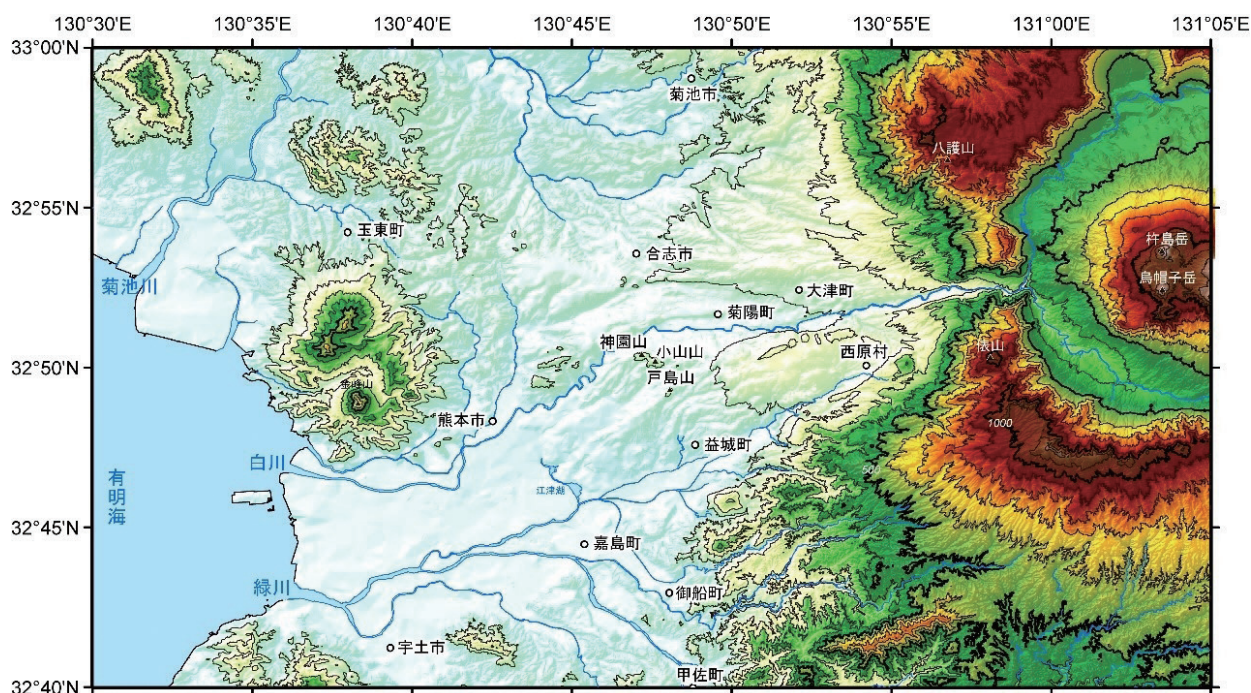 130°30'E 130°35'E 130°40'E 130°45'E 130°50'E 130°55'E 131°00'E 131°05'E
33°00'N
菊池市
八護山
32°55'N
玉東町
合志市
杵島岳
菊池川
大津町
烏帽子岳
菊陽町
神園山
小山山
俵山
西原村
32°50'N
戸島山
金峰山
熊本市
1000
益城町
白川
500
有明海
江津湖
32°45'N
嘉島町
緑川
御船町
宇土市
甲佐町
32°40'N